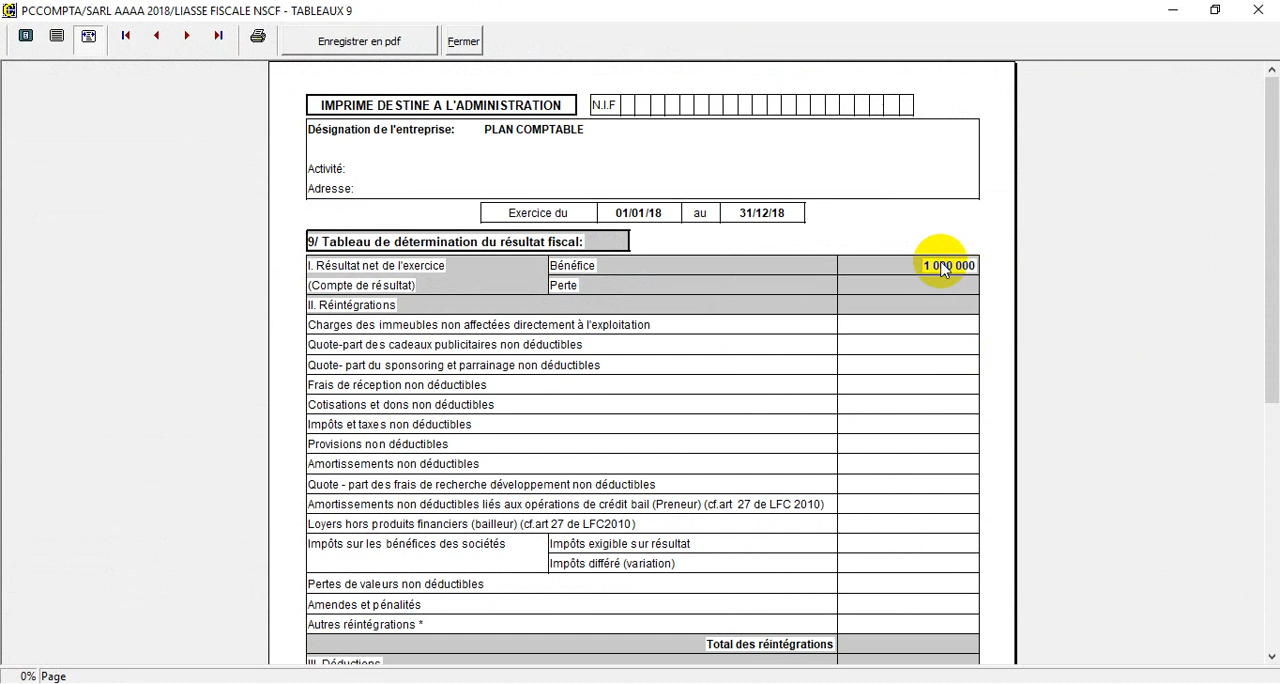 PCCOMPTA/SARL AAAA 2018/LIASSE FISCALE NSCF - TABLEAUX 9
Enregistrer en pdf Fermer
IMPRIME DESTINE A L'ADMINISTRATION N.I.F
Désignation de l'entreprise: PLAN COMPTABLE
Activité:
Adresse:
Exercice du 01/01/18 au 31/12/18
9/ Tableau de détermination du résultat fiscal:
I. Résultat net de l'exercice Bénéfice 1 000 000
(Compte de résultat) Perte
II. Réintégrations
Charges des immeubles non affectées directement à l'exploitation
Quote-part des cadeaux publicitaires non déductibles
Quote- part du sponsoring et parrainage non déductibles
Frais de réception non déductibles
Cotisations et dons non déductibles
Impôts et taxes non déductibles
Provisions non déductibles
Amortissements non déductibles
Quote - part des frais de recherche développement non déductibles
Amortissements non déductibles liés aux opérations de crédit bail (Preneur) (cf.art 27 de LFC 2010)
Loyers hors produits financiers (bailleur) (cf.art 27 de LFC2010)
Impôts sur les bénéfices des sociétés Impôts exigible sur résultat
Impôts différé (variation)
Pertes de valeurs non déductibles
Amendes et pénalités
Autres réintégrations *
Total des réintégrations
III. Déductions
0% Page